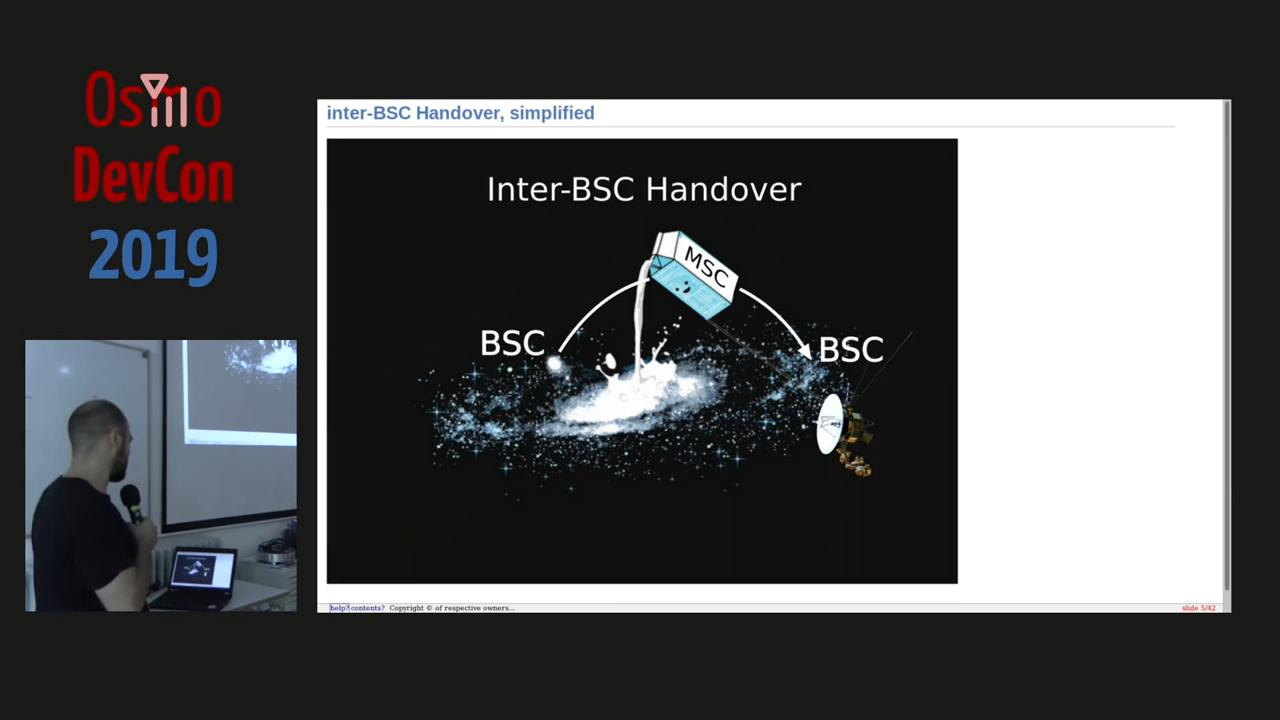 Osmo
DevCon
2019
inter-BSC Handover, simplified
Inter-BSC Handover
MSC
BSC
BSC
help? contents? Copyright © of respective owners...
slide 5/42